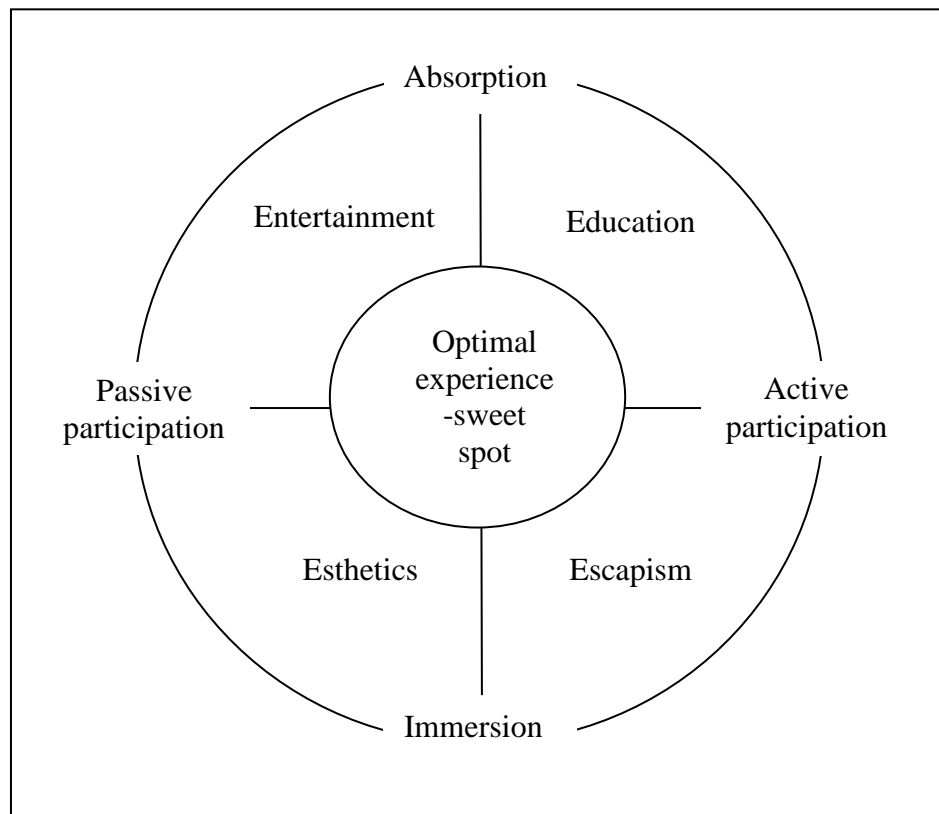 Absorption
Entertainment
Education
Optimal
experience
-sweet
spot
Passive
participation
Active
participation
Esthetics
Escapism
Immersion